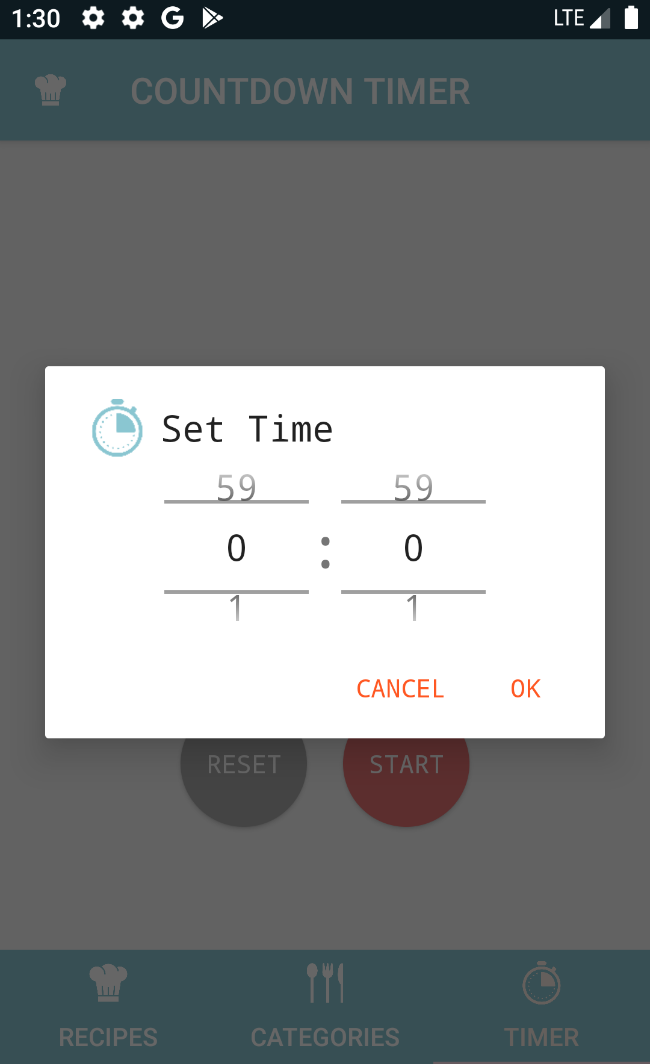 1:30 LTE
COUNTDOWN TIMER
Set Time
59 59
0 : 0
1 1
CANCEL OK
RESET START
RECIPES CATEGORIES TIMER